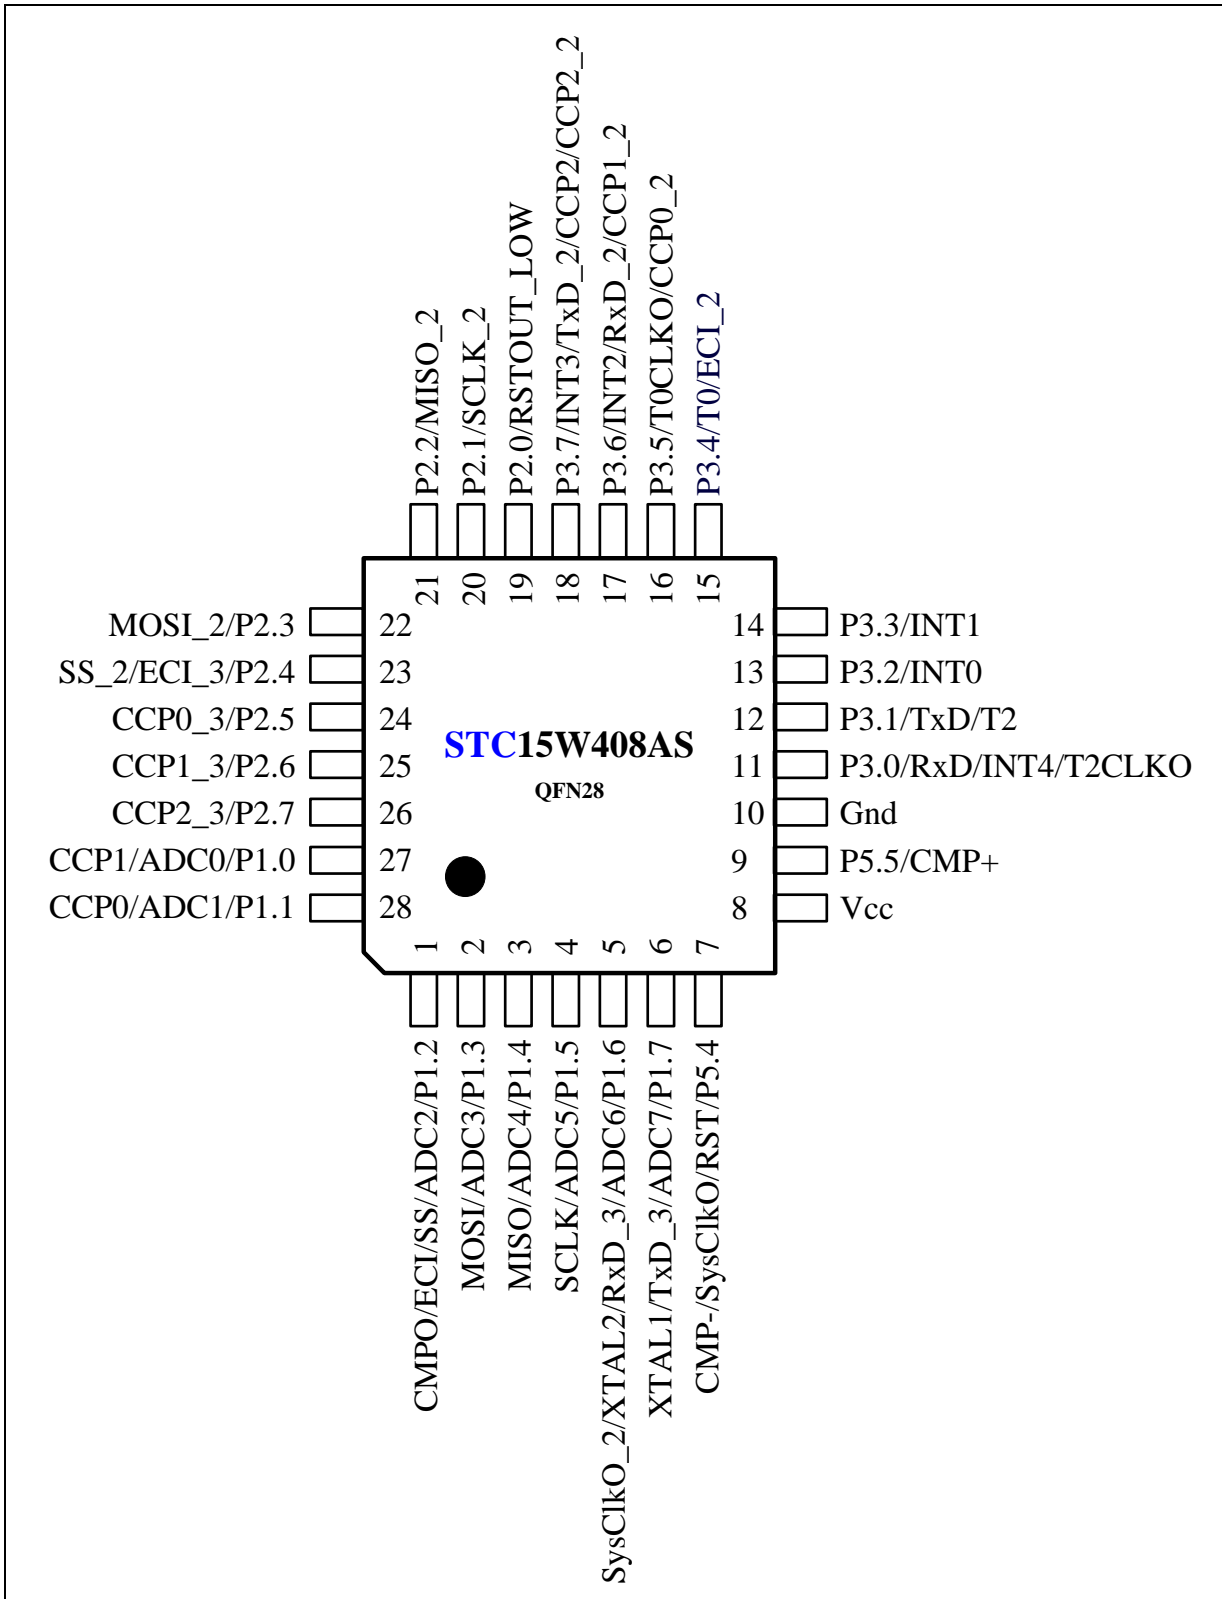 P2.2/MISO_2
P2.1/SCLK_2
P2.0/RSTOUT_LOW
P3.7/INT3/TxD_2/CCP2/CCP2_2
P3.6/INT2/RxD_2/CCP1_2
P3.5/T0CLKO/CCP0_2
P3.4/T0/ECI_2
21
20
19
18
17
16
15
MOSI_2/P2.3
22
14
P3.3/INT1
SS_2/ECI_3/P2.4
23
13
P3.2/INT0
CCP0_3/P2.5
24
12
P3.1/TxD/T2
STC15W408AS
CCP1_3/P2.6
25
11
P3.0/RxD/INT4/T2CLKO
QFN28
CCP2_3/P2.7
26
10
Gnd
CCP1/ADC0/P1.0
27
9
P5.5/CMP+
CCP0/ADC1/P1.1
28
8
Vcc
1
2
3
4
5
6
7
CMPO/ECI/SS/ADC2/P1.2
MOSI/ADC3/P1.3
MISO/ADC4/P1.4
SCLK/ADC5/P1.5
SysClkO_2/XTAL2/RxD_3/ADC6/P1.6
XTAL1/TxD_3/ADC7/P1.7
CMP-/SysClkO/RST/P5.4